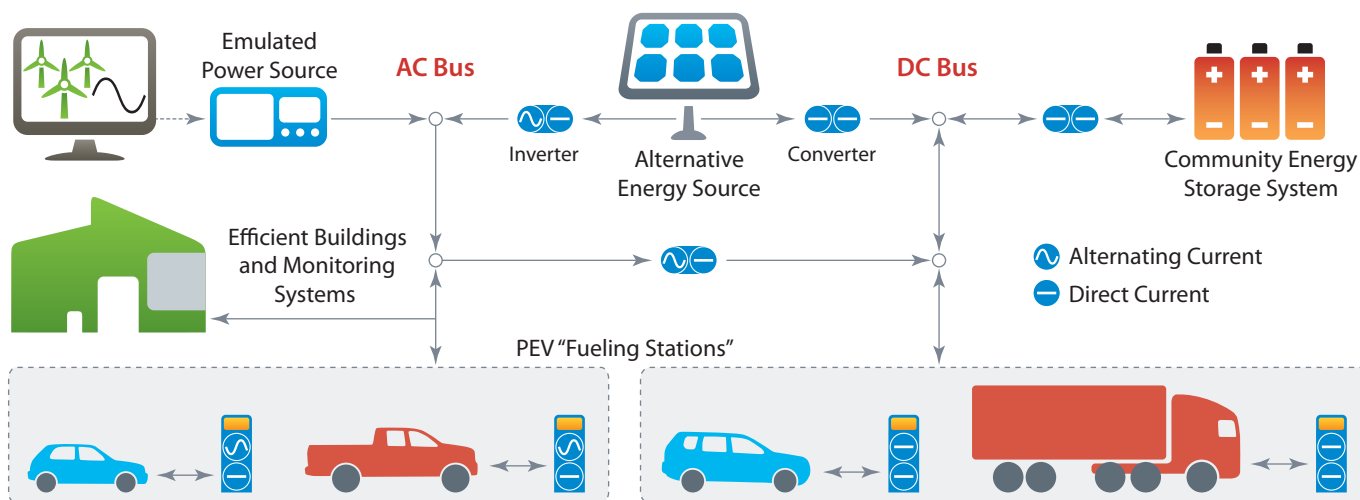 Emulated
Power Source
AC Bus
DC Bus
Inverter
Alternative
Energy Source
Converter
Community Energy
Storage System
Efficient Buildings
and Monitoring
Systems
Alternating Current
Direct Current
PEV “Fueling Stations”